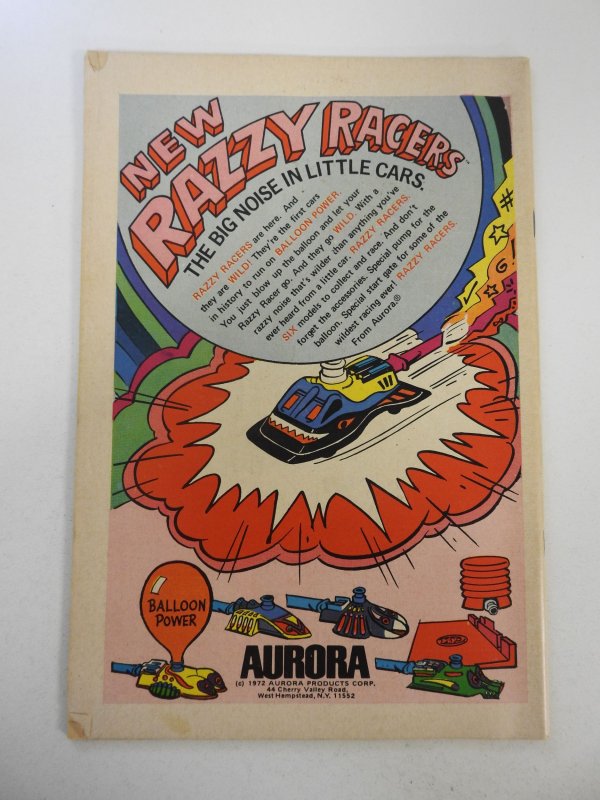 NEW
RAZZY RACERS™
THE BIG NOISE IN LITTLE CARS.
RAZZY RACERS are here. And
they are WILD! They're the first cars
in history to run on BALLOON POWER.
You just blow up the balloon and let your
Razzy Racer go. And they go WILD. With a
razzy noise that's wilder than anything you've
ever heard from a little car. RAZZY RACERS.
SIX models to collect and race. And don't
forget the accessories. Special pump for the
balloon. Special start gate for some of the
wildest racing ever! RAZZY RACERS.
From Aurora.®
#
!
BALLOON
POWER
AURORA
(c) 1972 AURORA PRODUCTS CORP.
44 Cherry Valley Road,
West Hempstead, N.Y. 11552